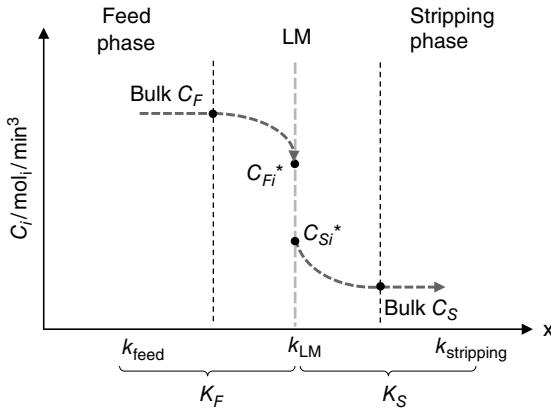 Feed phase
LM
Stripping phase
C_i/mol_i/min³
Bulk C_F
C_Fi*
C_Si*
Bulk C_S
x
k_feed
k_LM
k_stripping
K_F
K_S